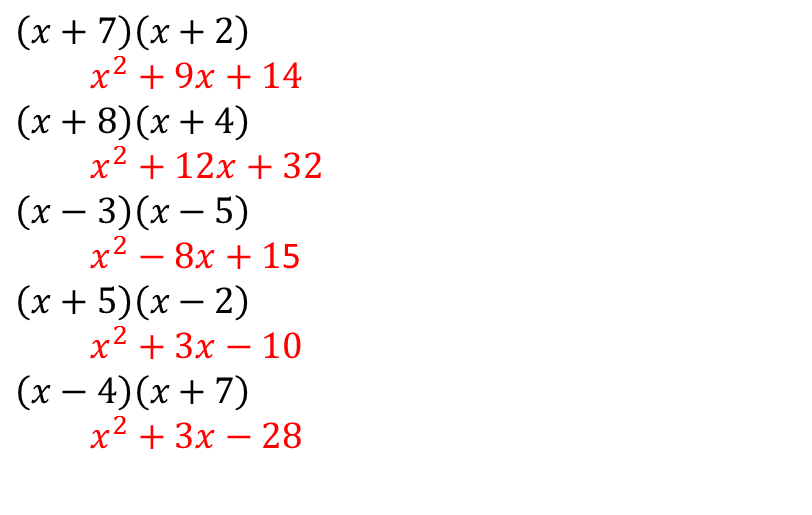 (x + 7)(x + 2)
x² + 9x + 14
(x + 8)(x + 4)
x² + 12x + 32
(x − 3)(x − 5)
x² − 8x + 15
(x + 5)(x − 2)
x² + 3x − 10
(x − 4)(x + 7)
x² + 3x − 28